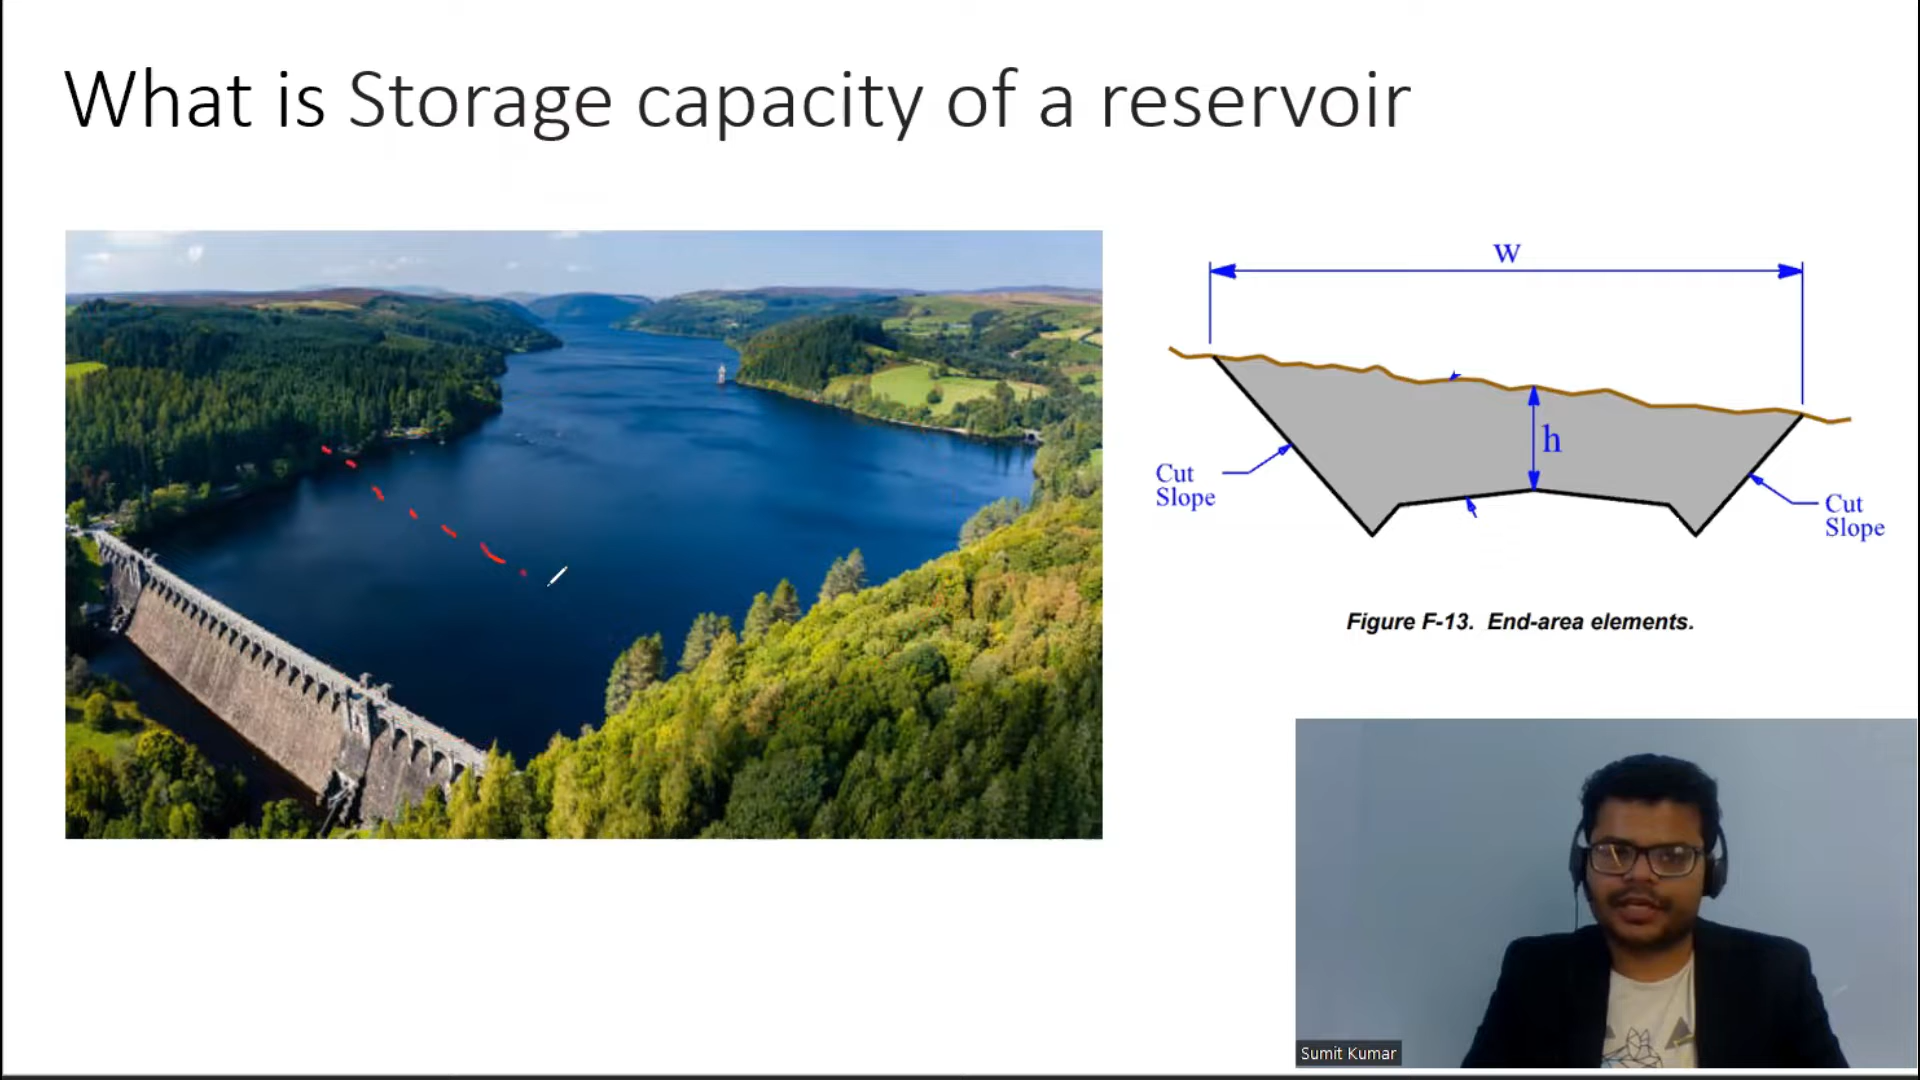 What is Storage capacity of a reservoir
w
h
Cut
Slope
Cut
Slope
Figure F-13. End-area elements.
Sumit Kumar